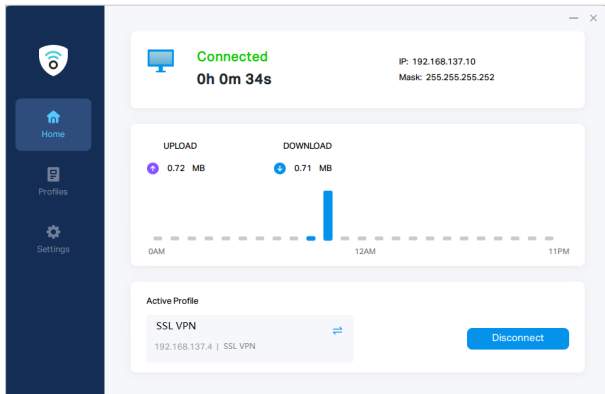 Connected
0h 0m 34s
IP: 192.168.137.10
Mask: 255.255.255.252
Home
Profiles
Settings
UPLOAD DOWNLOAD
0.72 MB 0.71 MB
0AM 12AM 11PM
Active Profile
SSL VPN
192.168.137.4 | SSL VPN
Disconnect